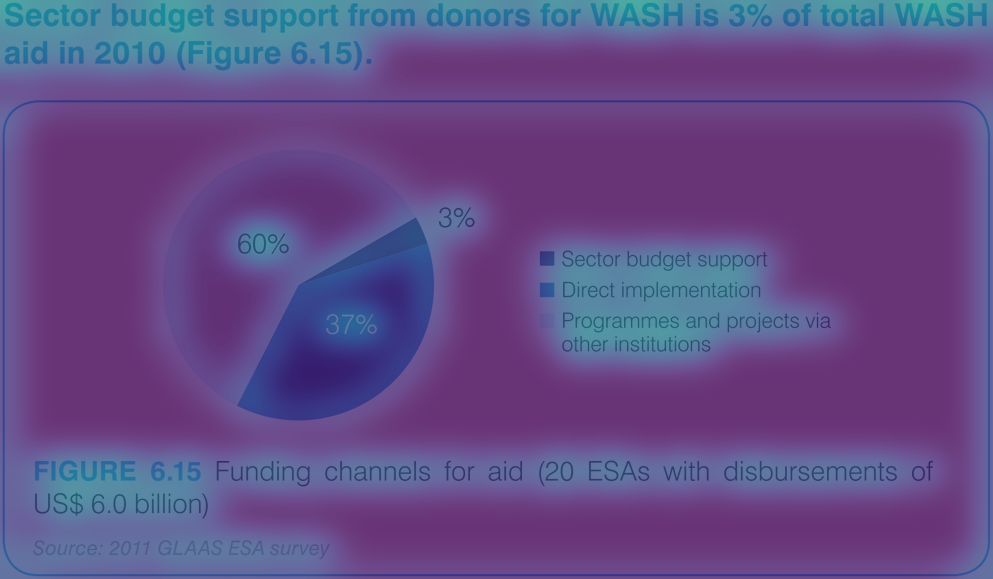 Sector budget support from donors for WASH is 3% of total WASH
aid in 2010 (Figure 6.15).
3%
60%
37%
Sector budget support
Direct implementation
Programmes and projects via
other institutions
FIGURE 6.15 Funding channels for aid (20 ESAs with disbursements of
US$ 6.0 billion)
Source: 2011 GLAAS ESA survey